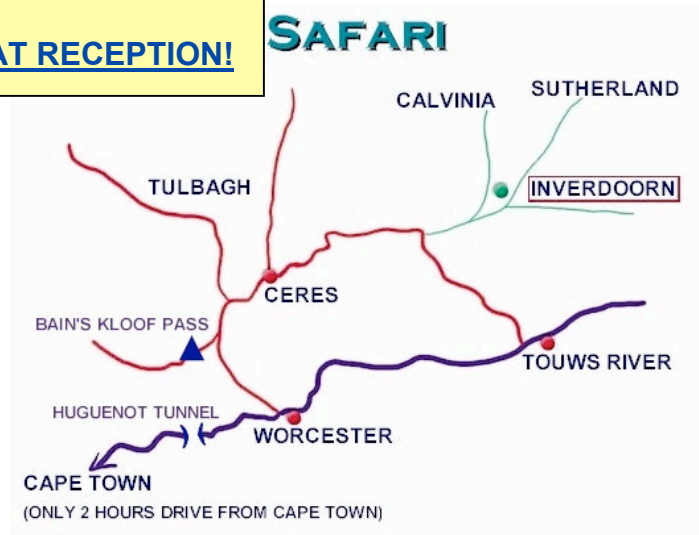 AT RECEPTION!
SAFARI
CALVINIA
SUTHERLAND
TULBAGH
INVERDOORN
CERES
BAIN'S KLOOF PASS
TOUWS RIVER
HUGUENOT TUNNEL
WORCESTER
CAPE TOWN
(ONLY 2 HOURS DRIVE FROM CAPE TOWN)